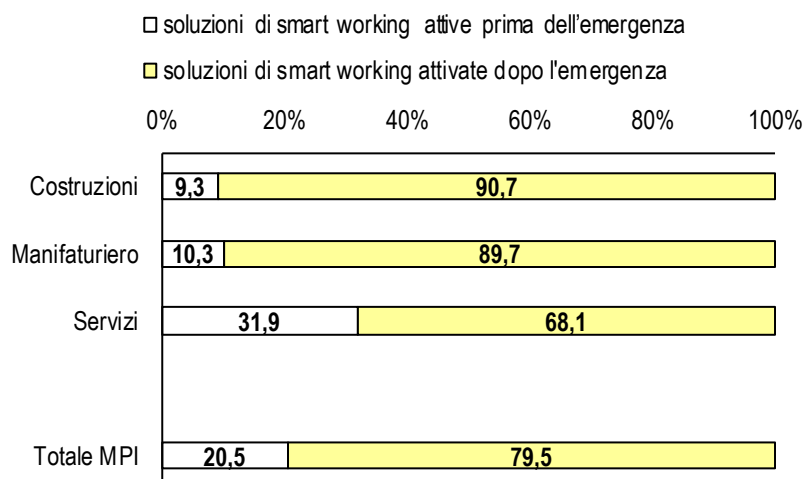 soluzioni di smart working attive prima dell'emergenza
soluzioni di smart working attivate dopo l'emergenza
0% 20% 40% 60% 80% 100%
Costruzioni 9,3 90,7
Manifaturiero 10,3 89,7
Servizi 31,9 68,1
Totale MPI 20,5 79,5